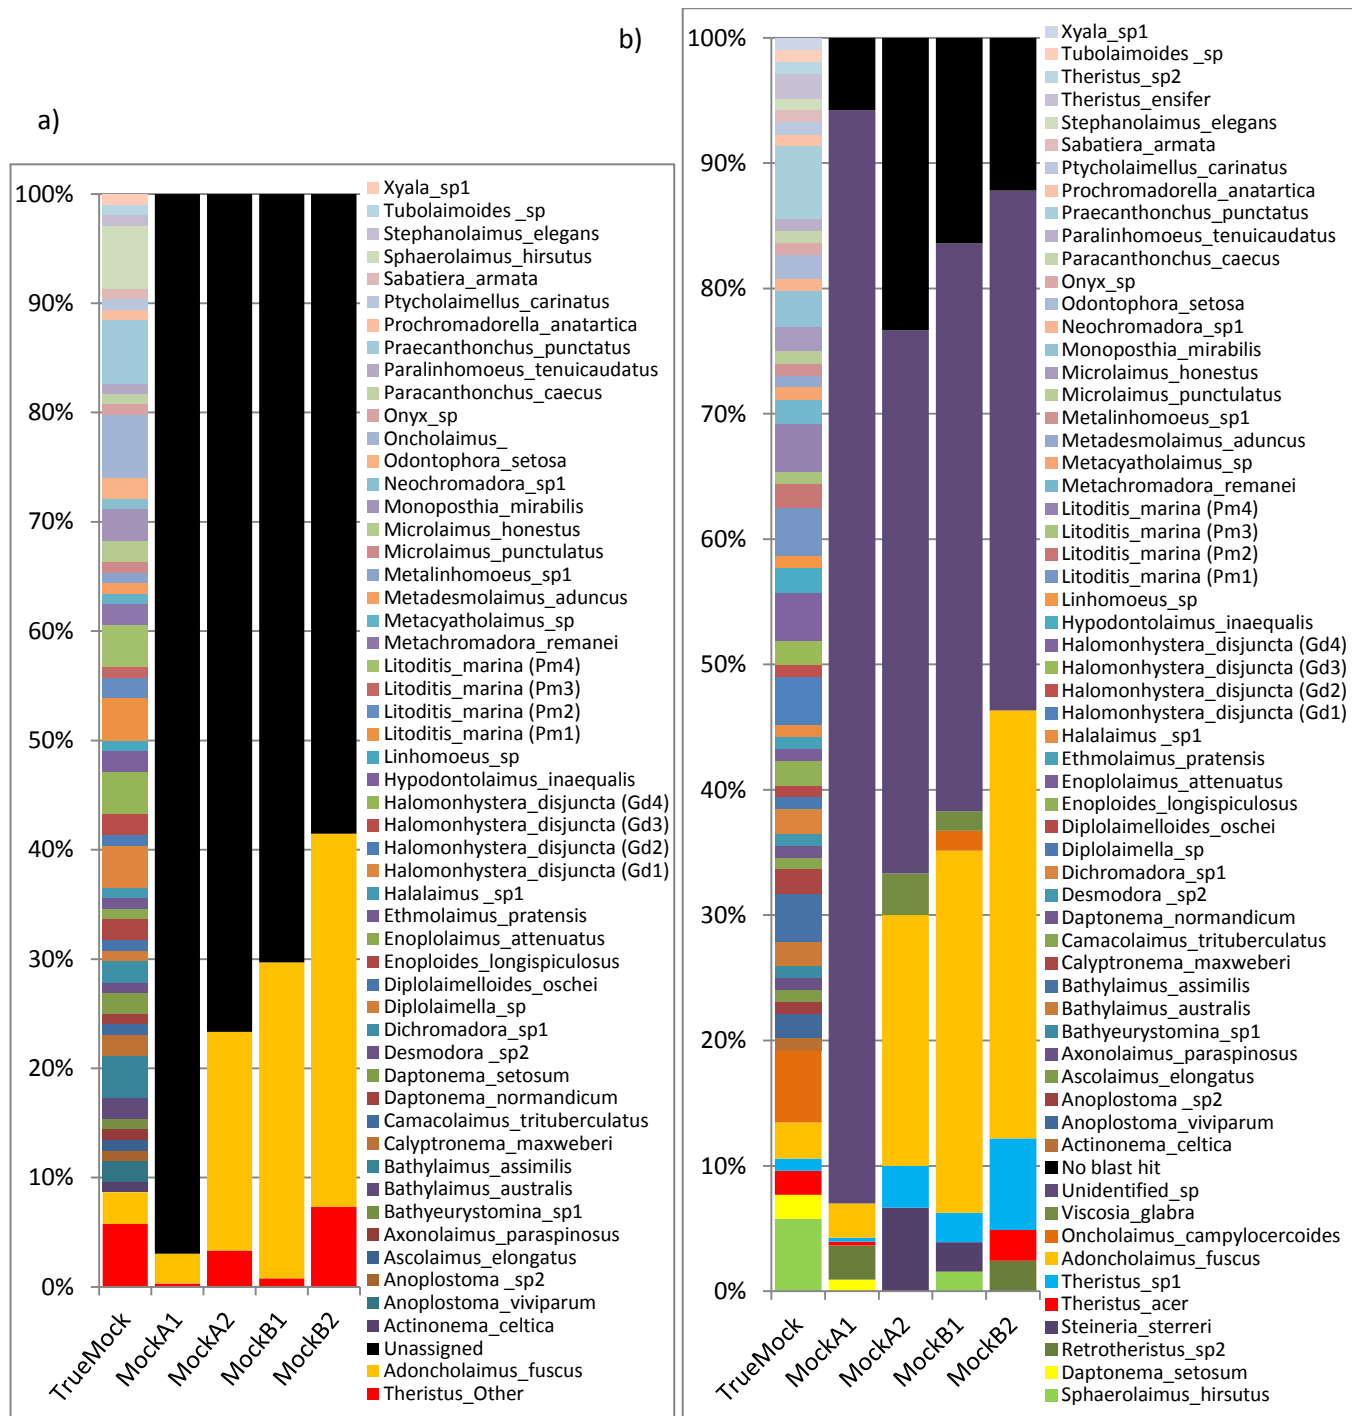 a)
100%
90%
80%
70%
60%
50%
40%
30%
20%
10%
0%
TrueMock
MockA1
MockA2
MockB1
MockB2
Xyala_sp1
Tubolaimoides _sp
Stephanolaimus_elegans
Sphaerolaimus_hirsutus
Sabatiera_armata
Ptycholaimellus_carinatus
Prochromadorella_anatartica
Praecanthonchus_punctatus
Paralinhomoeus_tenuicaudatus
Paracanthonchus_caecus
Onyx_sp
Oncholaimus_
Odontophora_setosa
Neochromadora_sp1
Monoposthia_mirabilis
Microlaimus_honestus
Microlaimus_punctulatus
Metalinhomoeus_sp1
Metadesmolaimus_aduncus
Metacyatholaimus_sp
Metachromadora_remanei
Litoditis_marina (Pm4)
Litoditis_marina (Pm3)
Litoditis_marina (Pm2)
Litoditis_marina (Pm1)
Linhomoeus_sp
Hypodontolaimus_inaequalis
Halomonhystera_disjuncta (Gd4)
Halomonhystera_disjuncta (Gd3)
Halomonhystera_disjuncta (Gd2)
Halomonhystera_disjuncta (Gd1)
Halalaimus _sp1
Ethmolaimus_pratensis
Enoplolaimus_attenuatus
Enoploides_longispiculosus
Diplolaimelloides_oschei
Diplolaimella_sp
Dichromadora_sp1
Desmodora _sp2
Daptonema_setosum
Daptonema_normandicum
Camacolaimus_trituberculatus
Calyptronema_maxweberi
Bathylaimus_assimilis
Bathylaimus_australis
Bathyeurystomina_sp1
Axonolaimus_paraspinosus
Ascolaimus_elongatus
Anoplostoma _sp2
Anoplostoma_viviparum
Actinonema_celtica
Unassigned
Adoncholaimus_fuscus
Theristus_Other
b)
100%
90%
80%
70%
60%
50%
40%
30%
20%
10%
0%
TrueMock
MockA1
MockA2
MockB1
MockB2
Xyala_sp1
Tubolaimoides _sp
Theristus_sp2
Theristus_ensifer
Stephanolaimus_elegans
Sabatiera_armata
Ptycholaimellus_carinatus
Prochromadorella_anatartica
Praecanthonchus_punctatus
Paralinhomoeus_tenuicaudatus
Paracanthonchus_caecus
Onyx_sp
Odontophora_setosa
Neochromadora_sp1
Monoposthia_mirabilis
Microlaimus_honestus
Microlaimus_punctulatus
Metalinhomoeus_sp1
Metadesmolaimus_aduncus
Metacyatholaimus_sp
Metachromadora_remanei
Litoditis_marina (Pm4)
Litoditis_marina (Pm3)
Litoditis_marina (Pm2)
Litoditis_marina (Pm1)
Linhomoeus_sp
Hypodontolaimus_inaequalis
Halomonhystera_disjuncta (Gd4)
Halomonhystera_disjuncta (Gd3)
Halomonhystera_disjuncta (Gd2)
Halomonhystera_disjuncta (Gd1)
Halalaimus _sp1
Ethmolaimus_pratensis
Enoplolaimus_attenuatus
Enoploides_longispiculosus
Diplolaimelloides_oschei
Diplolaimella_sp
Dichromadora_sp1
Desmodora _sp2
Daptonema_normandicum
Camacolaimus_trituberculatus
Calyptronema_maxweberi
Bathylaimus_assimilis
Bathylaimus_australis
Bathyeurystomina_sp1
Axonolaimus_paraspinosus
Ascolaimus_elongatus
Anoplostoma _sp2
Anoplostoma_viviparum
Actinonema_celtica
No blast hit
Unidentified_sp
Viscosia_glabra
Oncholaimus_campylocercoides
Adoncholaimus_fuscus
Theristus_sp1
Theristus_acer
Steineria_sterreri
Retrotheristus_sp2
Daptonema_setosum
Sphaerolaimus_hirsutus